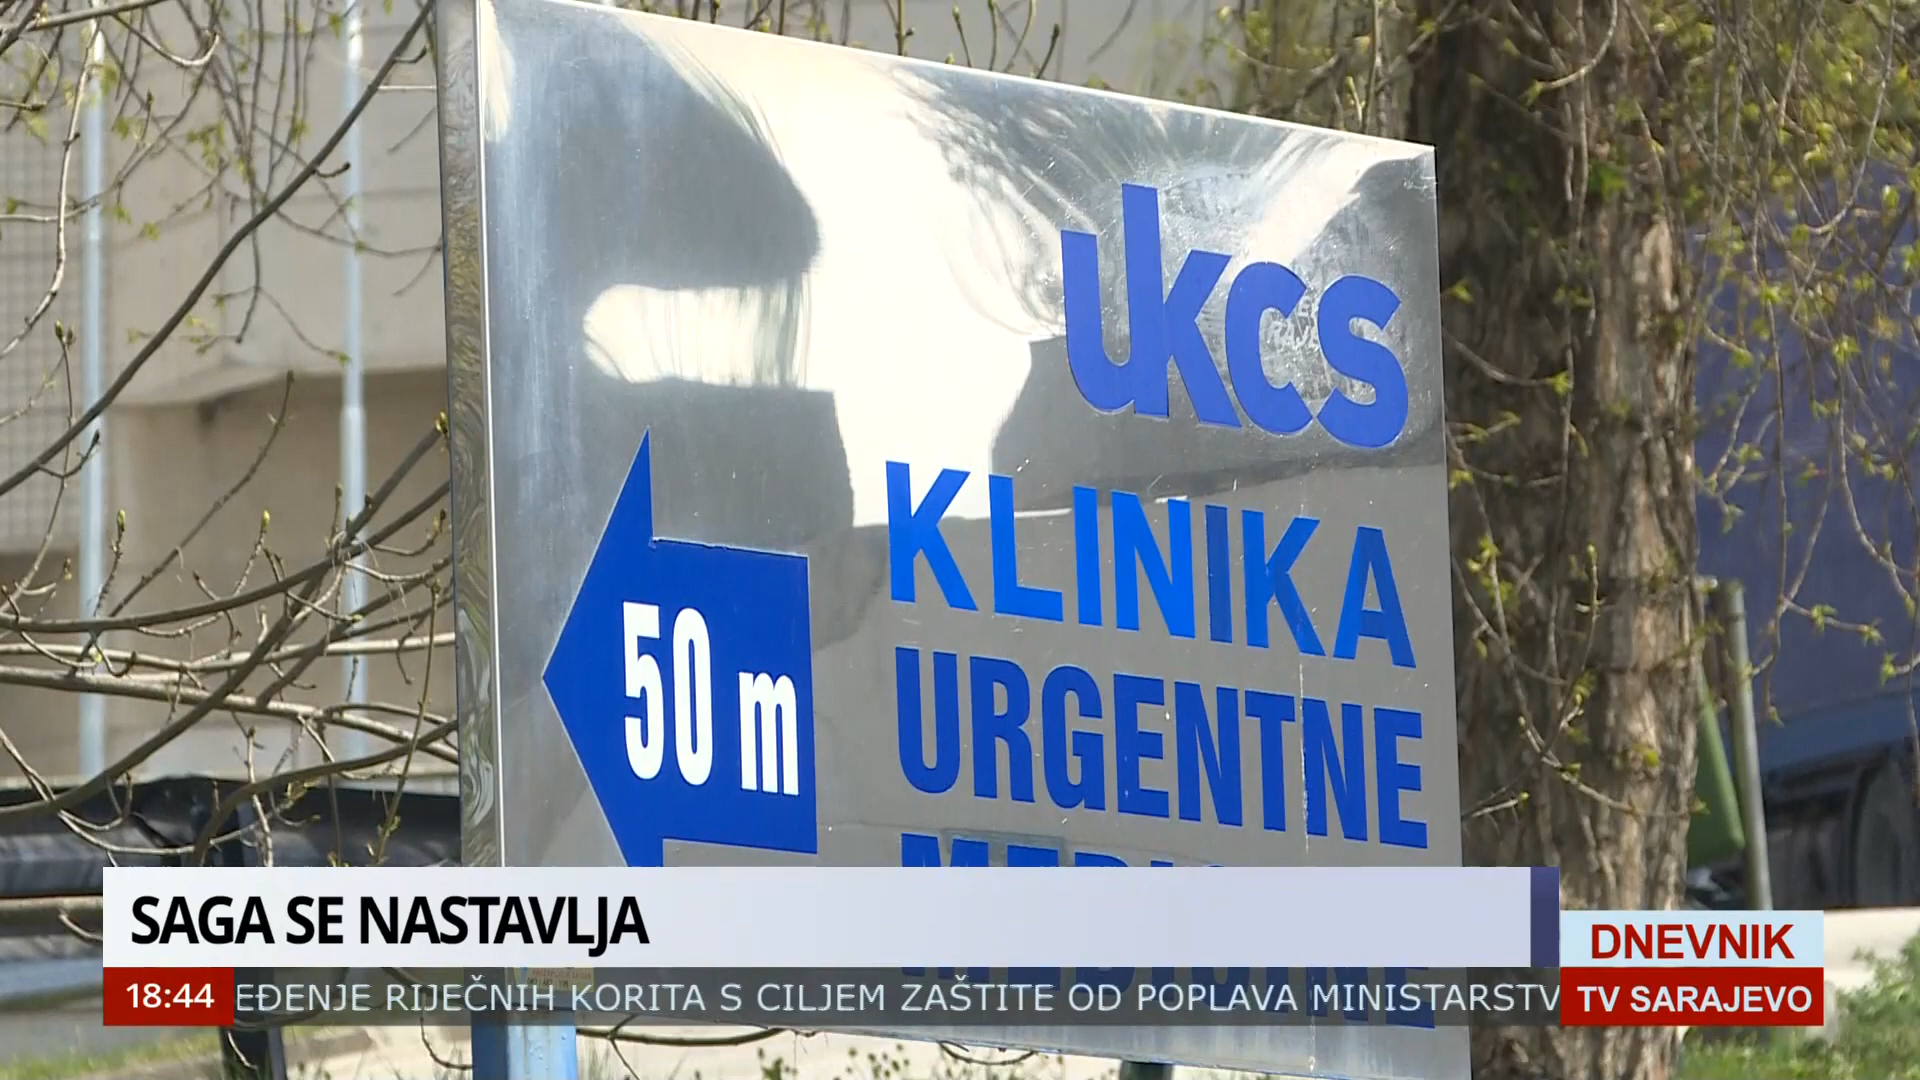 ukcs
KLINIKA
URGENTNE
50 m
SAGA SE NASTAVLJA
DNEVNIK
18:44 EĐENJE RIJEČNIH KORITA S CILJEM ZAŠTITE OD POPLAVA MINISTARSTV
TV SARAJEVO